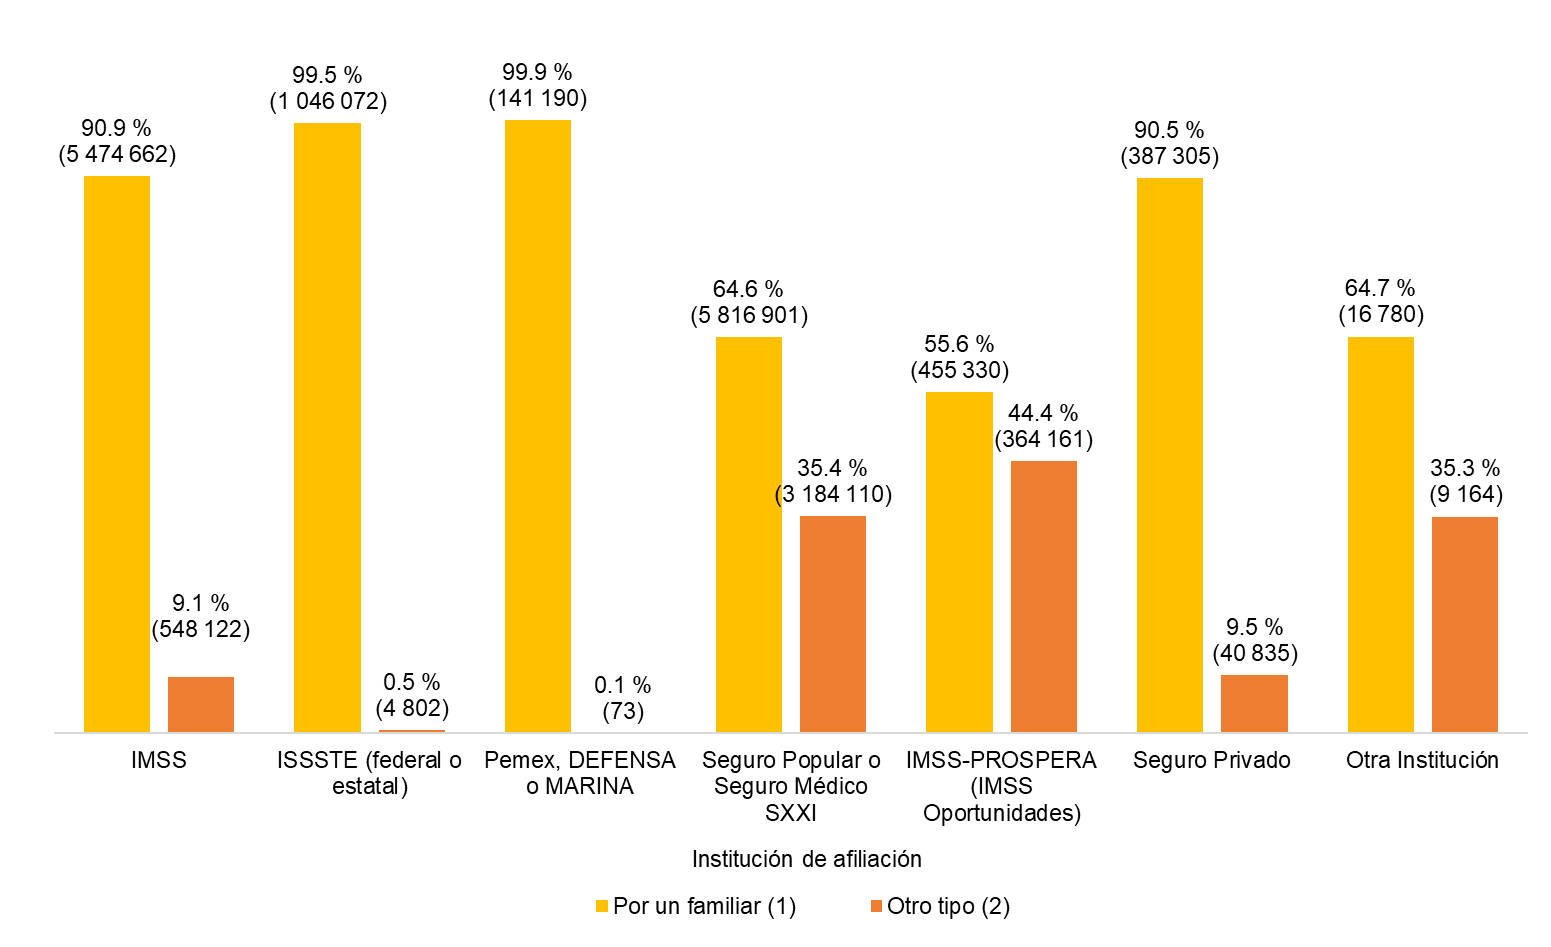 90.9 %
(5 474 662)
9.1 %
(548 122)
99.5 %
(1 046 072)
0.5 %
(4 802)
99.9 %
(141 190)
0.1 %
(73)
64.6 %
(5 816 901)
35.4 %
(3 184 110)
55.6 %
(455 330)
44.4 %
(364 161)
90.5 %
(387 305)
9.5 %
(40 835)
64.7 %
(16 780)
35.3 %
(9 164)
IMSS
ISSSTE (federal o
estatal)
Pemex, DEFENSA
o MARINA
Seguro Popular o
Seguro Médico
SXXI
IMSS-PROSPERA
(IMSS
Oportunidades)
Seguro Privado
Otra Institución
Institución de afiliación
Por un familiar (1)
Otro tipo (2)